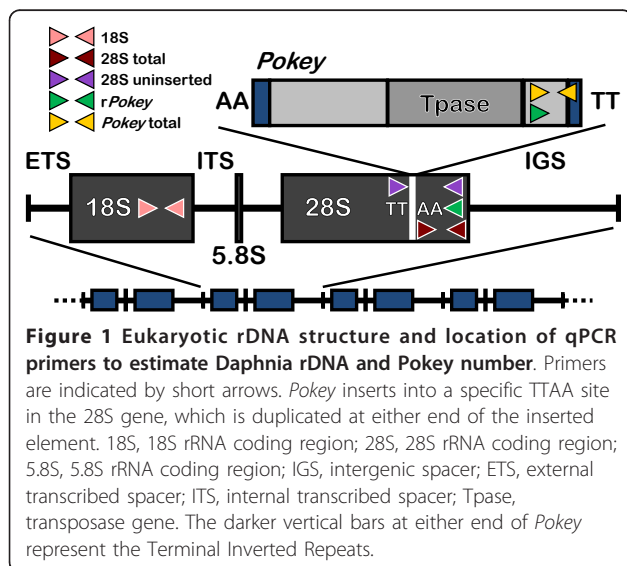 18S
28S total
28S uninserted
rPokey
Pokey total
Pokey
AA
Tpase
TT
ETS
ITS
IGS
18S
28S
TT
AA
5.8S
Figure 1 Eukaryotic rDNA structure and location of qPCR
primers to estimate Daphnia rDNA and Pokey number. Primers
are indicated by short arrows. Pokey inserts into a specific TTAA site
in the 28S gene, which is duplicated at either end of the inserted
element. 18S, 18S rRNA coding region; 28S, 28S rRNA coding region;
5.8S, 5.8S rRNA coding region; IGS, intergenic spacer; ETS, external
transcribed spacer; ITS, internal transcribed spacer; Tpase,
transposase gene. The darker vertical bars at either end of Pokey
represent the Terminal Inverted Repeats.